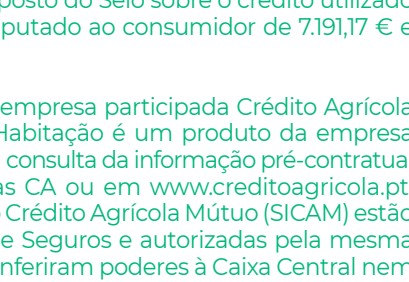 posto do Selo sobre o crédito utilizado
putado ao consumidor de 7.191,17 € e
empresa participada Crédito Agrícola
Habitação é um produto da empresa
consulta da informação pré-contratua
as CA ou em www.creditoagricola.pt
Crédito Agrícola Mútuo (SICAM) estão
e Seguros e autorizadas pela mesma
nferiram poderes à Caixa Central nem